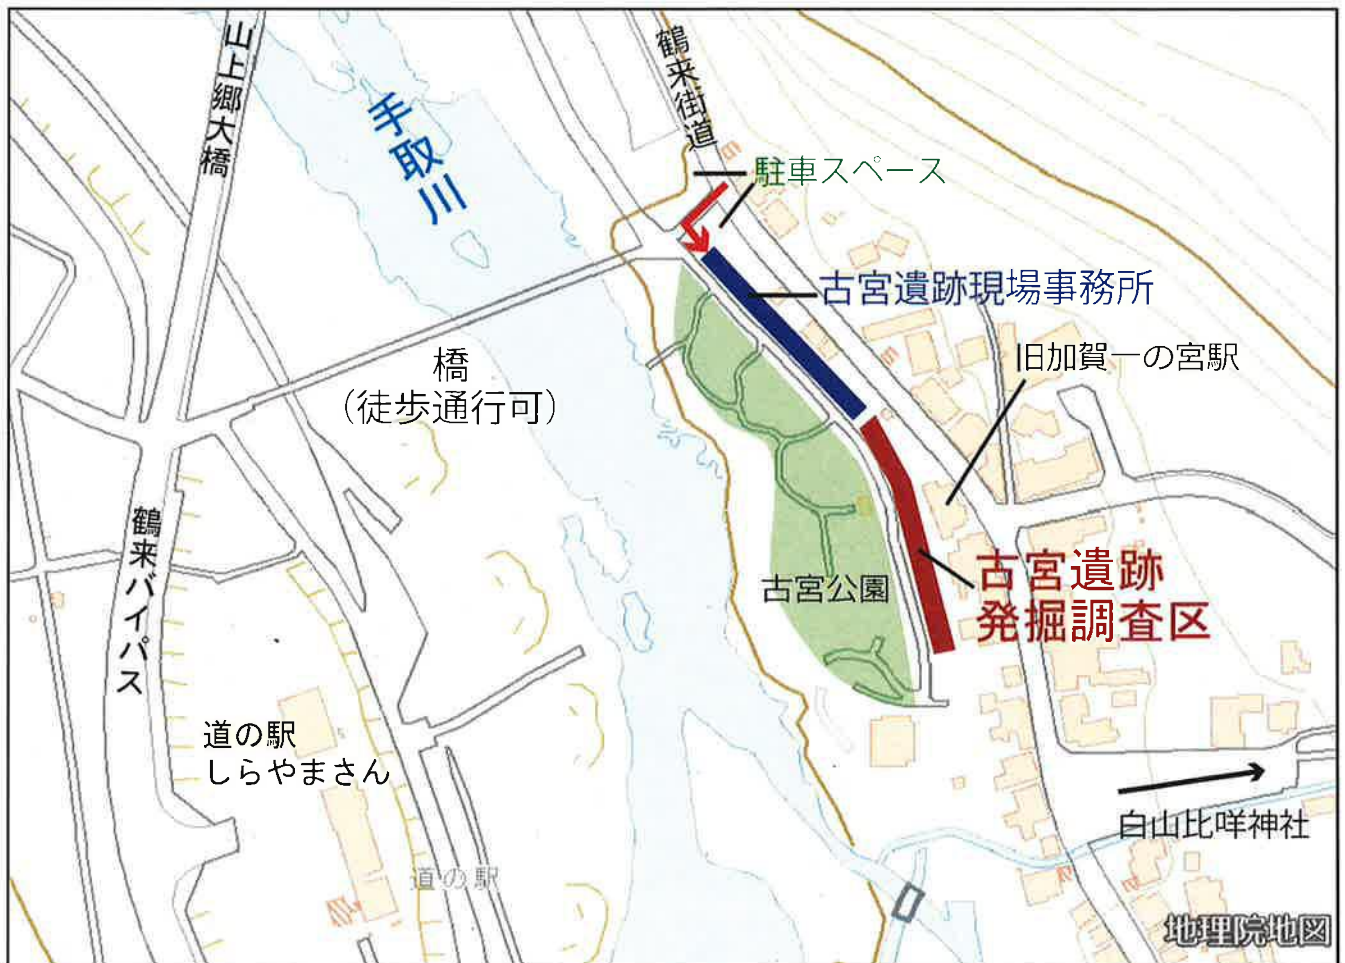 山上郷大橋
手取川
鶴来街道
駐車スペース
古宮遺跡現場事務所
旧加賀一の宮駅
橋
（徒歩通行可）
鶴来バイパス
古宮公園
古宮遺跡
発掘調査区
道の駅
しらやまさん
道の駅
白山比咩神社
地理院地図